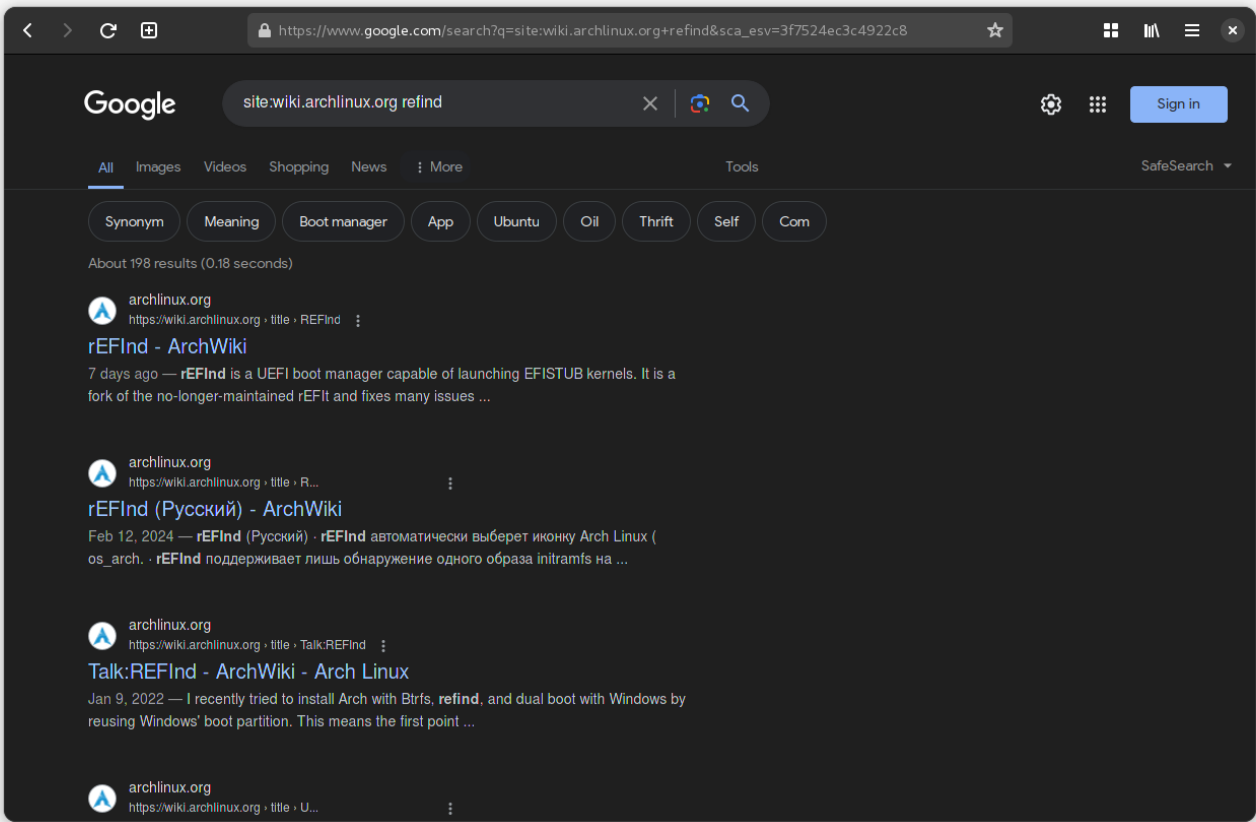 https://www.google.com/search?q=site:wiki.archlinux.org+refind&sca_esv=3f7524ec3c4922c8
Google
site:wiki.archlinux.org refind
Sign in
All Images Videos Shopping News More Tools SafeSearch
Synonym Meaning Boot manager App Ubuntu Oil Thrift Self Com
About 198 results (0.18 seconds)
archlinux.org
https://wiki.archlinux.org › title › REFInd
rEFInd - ArchWiki
7 days ago — rEFInd is a UEFI boot manager capable of launching EFISTUB kernels. It is a
fork of the no-longer-maintained rEFIt and fixes many issues ...
archlinux.org
https://wiki.archlinux.org › title › R...
rEFInd (Русский) - ArchWiki
Feb 12, 2024 — rEFInd (Русский) · rEFInd автоматически выберет иконку Arch Linux (
os_arch. · rEFInd поддерживает лишь обнаружение одного образа initramfs на ...
archlinux.org
https://wiki.archlinux.org › title › Talk:REFInd
Talk:REFInd - ArchWiki - Arch Linux
Jan 9, 2022 — I recently tried to install Arch with Btrfs, refind, and dual boot with Windows by
reusing Windows' boot partition. This means the first point ...
archlinux.org
https://wiki.archlinux.org › title › U...